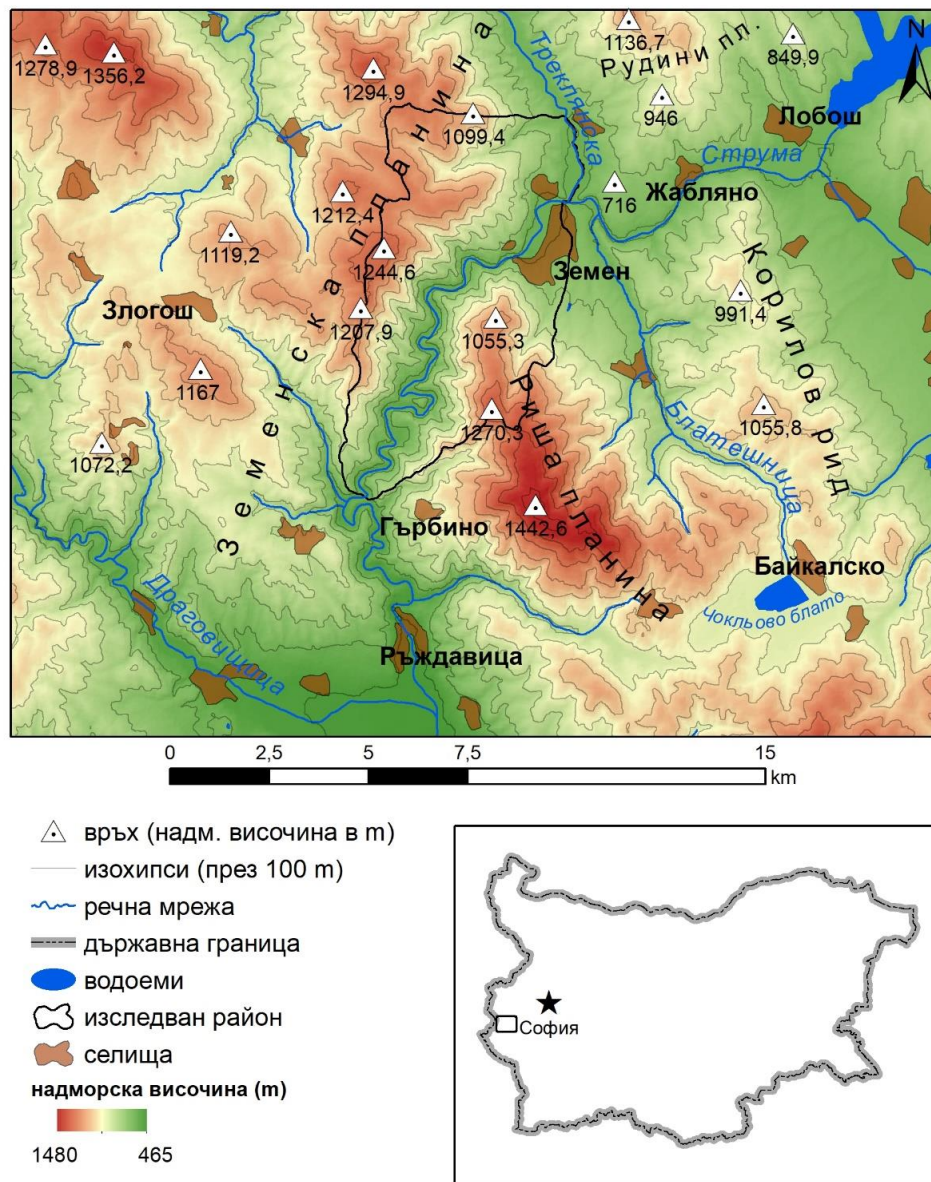 1278,9
1356,2
1294,9
1136,7
Рудини пл.
849,9
N
1099,4
946
Треклянска
Лобош
Струма
1212,4
716
Жабляно
1119,2
1244,6
Земен
Злогош
1207,9
1055,3
991,4
Корилов рид
Земенска планина
1167
1270,3
Риша планина
1055,8
Блатешница
1072,2
1442,6
Гърбино
Байкалско
Чокльово блато
Драговищица
Ръждавица
0 2,5 5 7,5 15
km
връх (надм. височина в m)
изохипси (през 100 m)
речна мрежа
държавна граница
водоеми
изследван район
селища
надморска височина (m)
1480 465
София